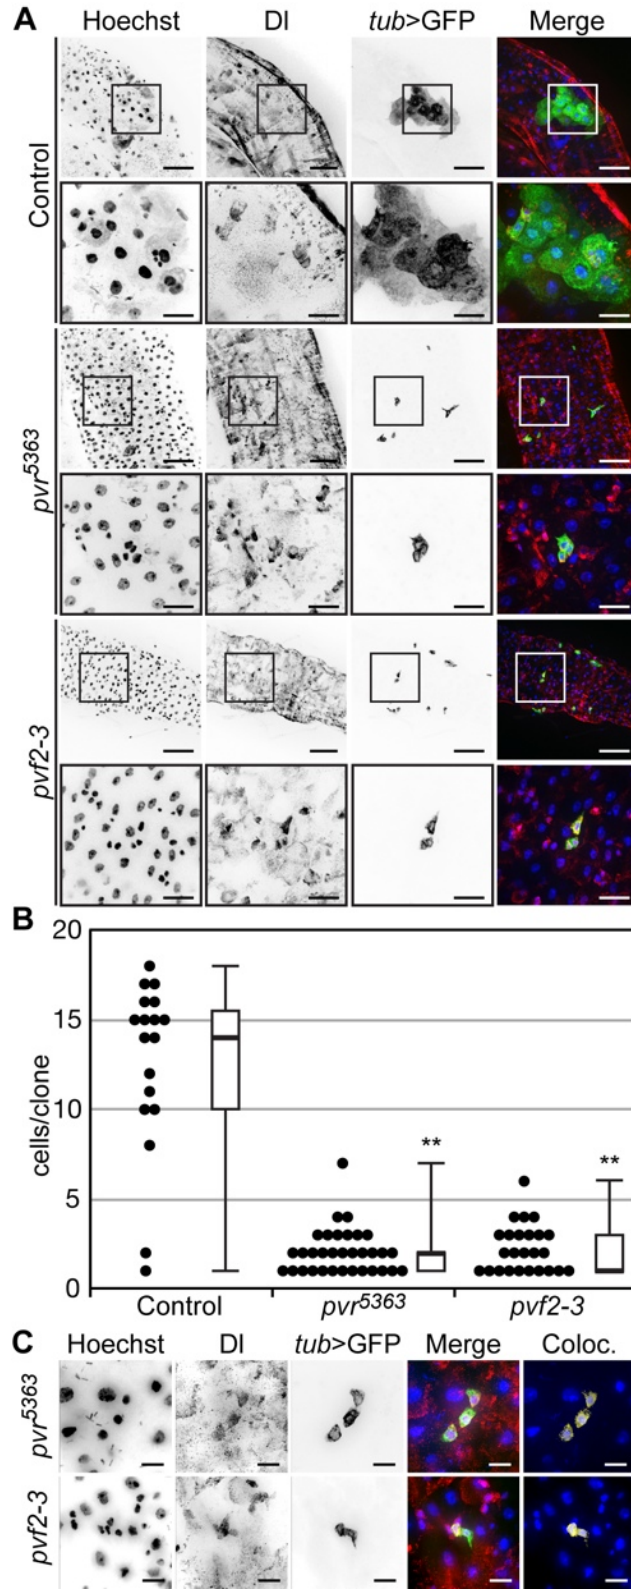 A
Hoechst Dl tub>GFP Merge
Control
pvr5363
pvf2-3
B
cells/clone
20
15
10
5
0
**
**
Control pvr5363 pvf2-3
C
Hoechst Dl tub>GFP Merge Coloc.
pvr5363
pvf2-3